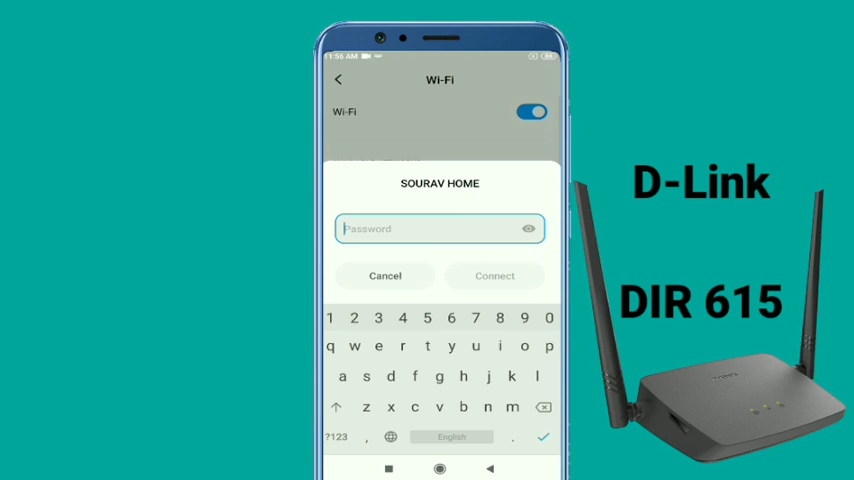 11:56 AM
Wi-Fi
Wi-Fi
SOURAV HOME
Password
Cancel
Connect
1 2 3 4 5 6 7 8 9 0
q w e r t y u i o p
a s d f g h j k l
z x c v b n m
?123 , English .
D-Link
DIR 615